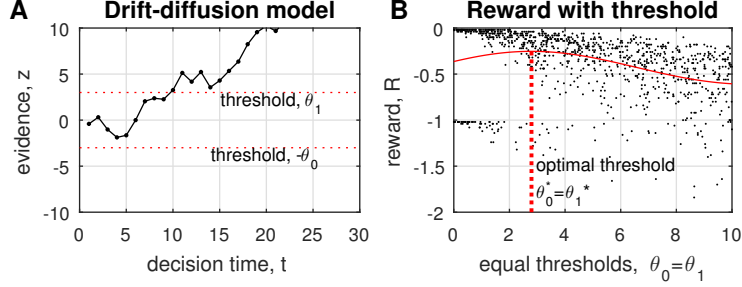 A Drift-diffusion model
10
5
0
-5
-10
evidence, z
threshold, θ₁
threshold, -θ₀
0 5 10 15 20 25 30
decision time, t
B Reward with threshold
0
-0.5
-1
-1.5
-2
reward, R
optimal threshold
θ₀*=θ₁*
0 2 4 6 8 10
equal thresholds, θ₀=θ₁